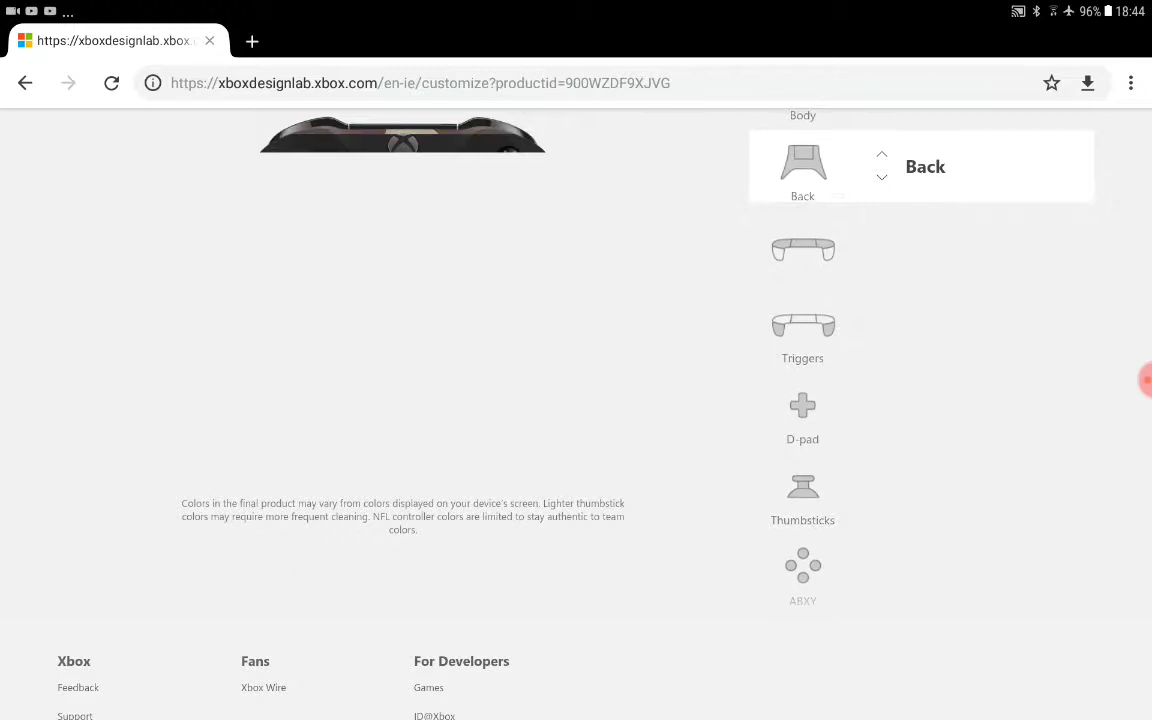 ...
96% 18:44
https://xboxdesignlab.xbox.
https://xboxdesignlab.xbox.com/en-ie/customize?productid=900WZDF9XJVG
Body
Back
Back
Triggers
D-pad
Thumbsticks
ABXY
Colors in the final product may vary from colors displayed on your device's screen. Lighter thumbstick
colors may require more frequent cleaning. NFL controller colors are limited to stay authentic to team
colors.
Xbox
Feedback
Support
Fans
Xbox Wire
For Developers
Games
ID@Xbox